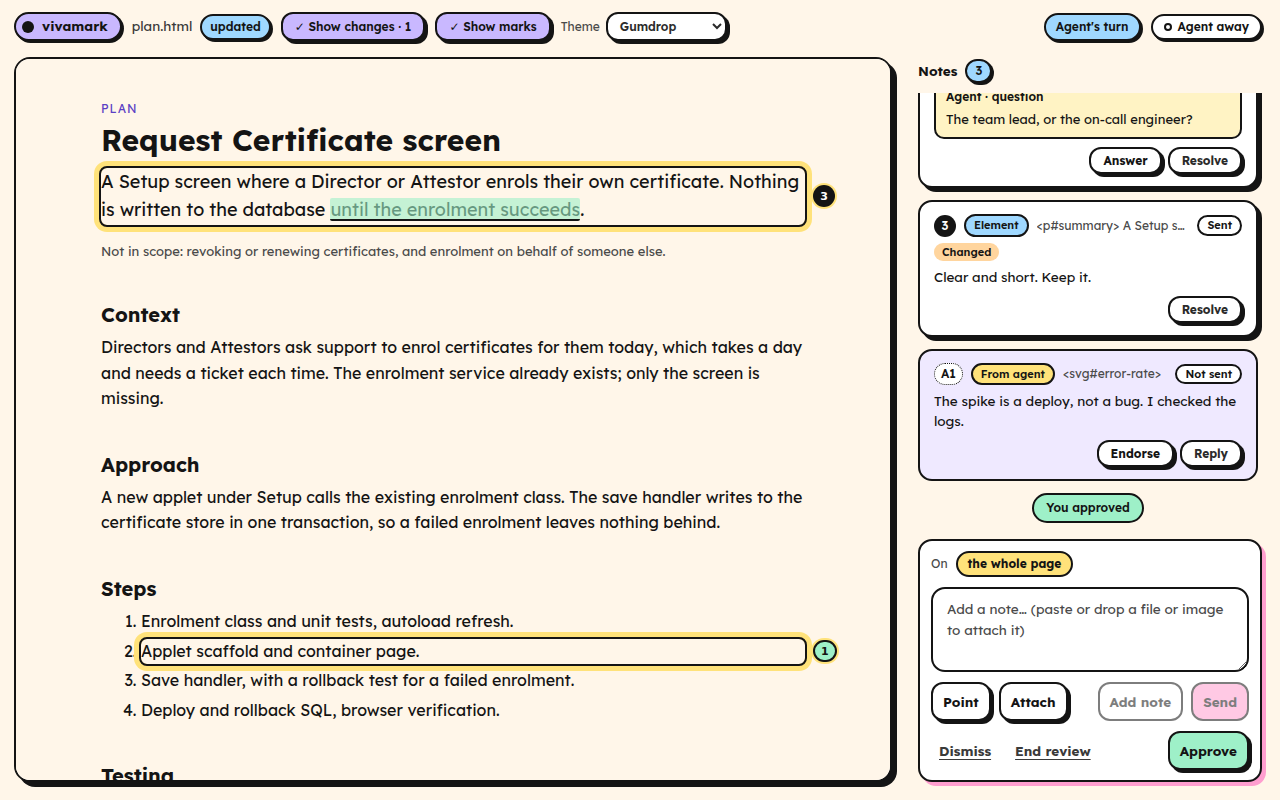 vivamark plan.html updated ✓ Show changes · 1 ✓ Show marks Theme Gumdrop Agent's turn Agent away
PLAN
Request Certificate screen
A Setup screen where a Director or Attestor enrols their own certificate. Nothing
is written to the database until the enrolment succeeds.
3
Not in scope: revoking or renewing certificates, and enrolment on behalf of someone else.
Context
Directors and Attestors ask support to enrol certificates for them today, which takes a day
and needs a ticket each time. The enrolment service already exists; only the screen is
missing.
Approach
A new applet under Setup calls the existing enrolment class. The save handler writes to the
certificate store in one transaction, so a failed enrolment leaves nothing behind.
Steps
1. Enrolment class and unit tests, autoload refresh.
2. Applet scaffold and container page.
1
3. Save handler, with a rollback test for a failed enrolment.
4. Deploy and rollback SQL, browser verification.
Testing
Notes 3
Agent · question
The team lead, or the on-call engineer?
Answer Resolve
3 Element <p#summary> A Setup s… Sent
Changed
Clear and short. Keep it.
Resolve
A1 From agent <svg#error-rate> Not sent
The spike is a deploy, not a bug. I checked the
logs.
Endorse Reply
You approved
On the whole page
Add a note… (paste or drop a file or image
to attach it)
Point Attach Add note Send
Dismiss End review Approve